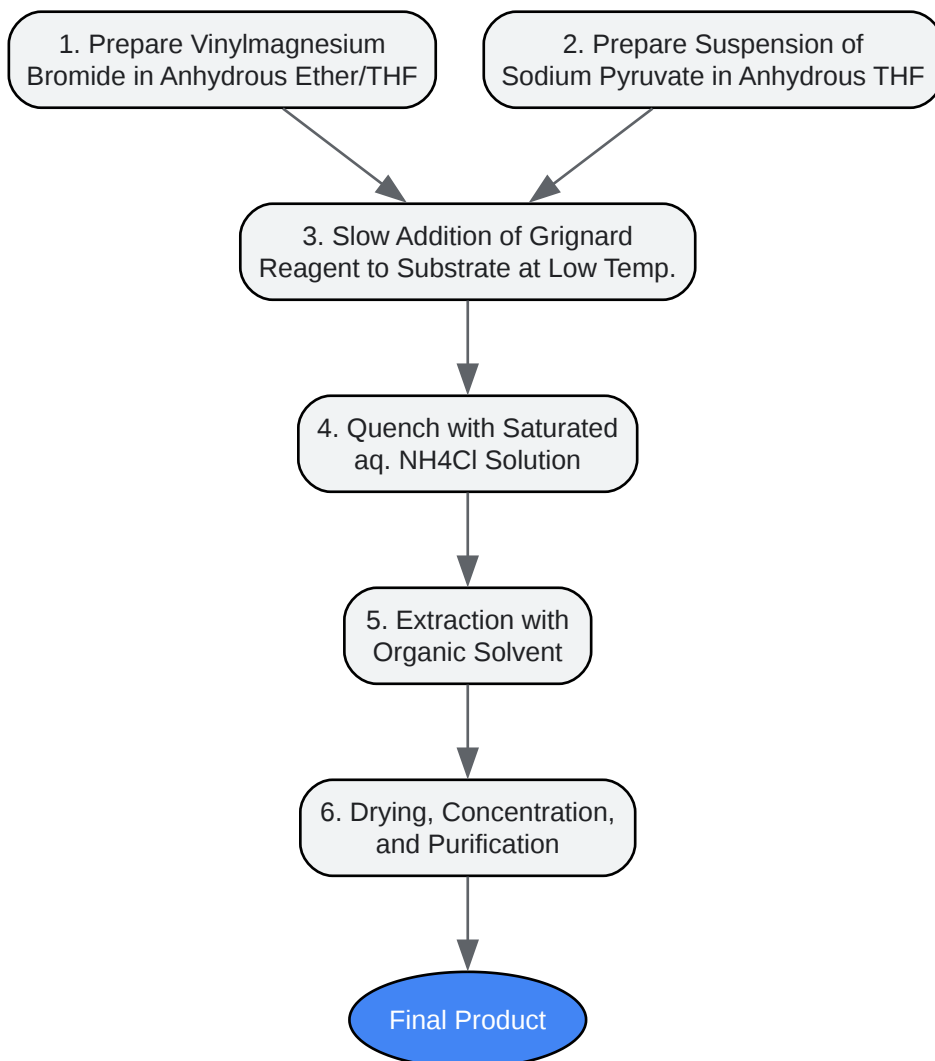 1. Prepare Vinylmagnesium
Bromide in Anhydrous Ether/THF
2. Prepare Suspension of
Sodium Pyruvate in Anhydrous THF
3. Slow Addition of Grignard
Reagent to Substrate at Low Temp.
4. Quench with Saturated
aq. NH4Cl Solution
5. Extraction with
Organic Solvent
6. Drying, Concentration,
and Purification
Final Product